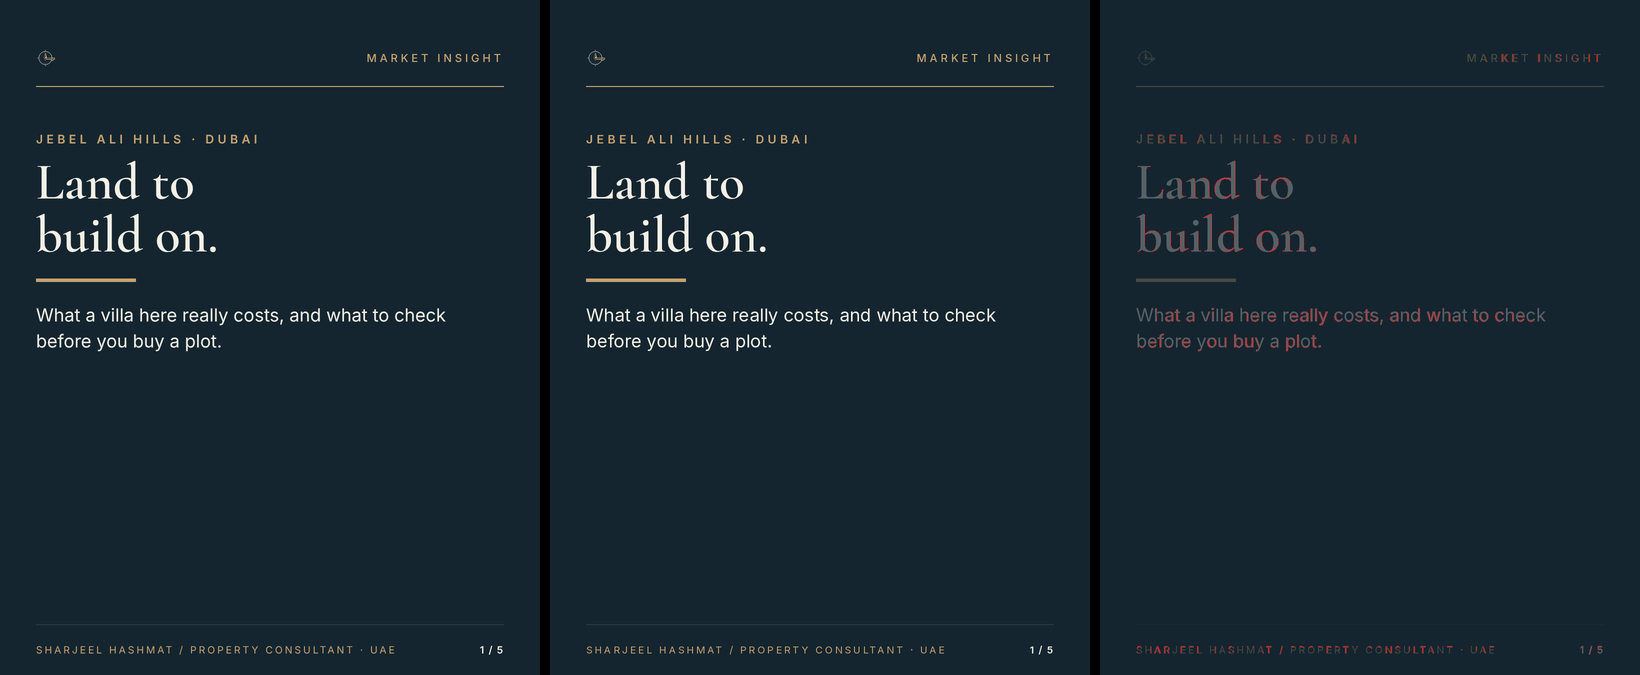 MARKET INSIGHT
JEBEL ALI HILLS · DUBAI
Land to
build on.
What a villa here really costs, and what to check
before you buy a plot.
SHARJEEL HASHMAT / PROPERTY CONSULTANT · UAE
1 / 5
MARKET INSIGHT
JEBEL ALI HILLS · DUBAI
Land to
build on.
What a villa here really costs, and what to check
before you buy a plot.
SHARJEEL HASHMAT / PROPERTY CONSULTANT · UAE
1 / 5
MARKET INSIGHT
JEBEL ALI HILLS · DUBAI
Land to
build on.
What a villa here really costs, and what to check
before you buy a plot.
SHARJEEL HASHMAT / PROPERTY CONSULTANT · UAE
1 / 5